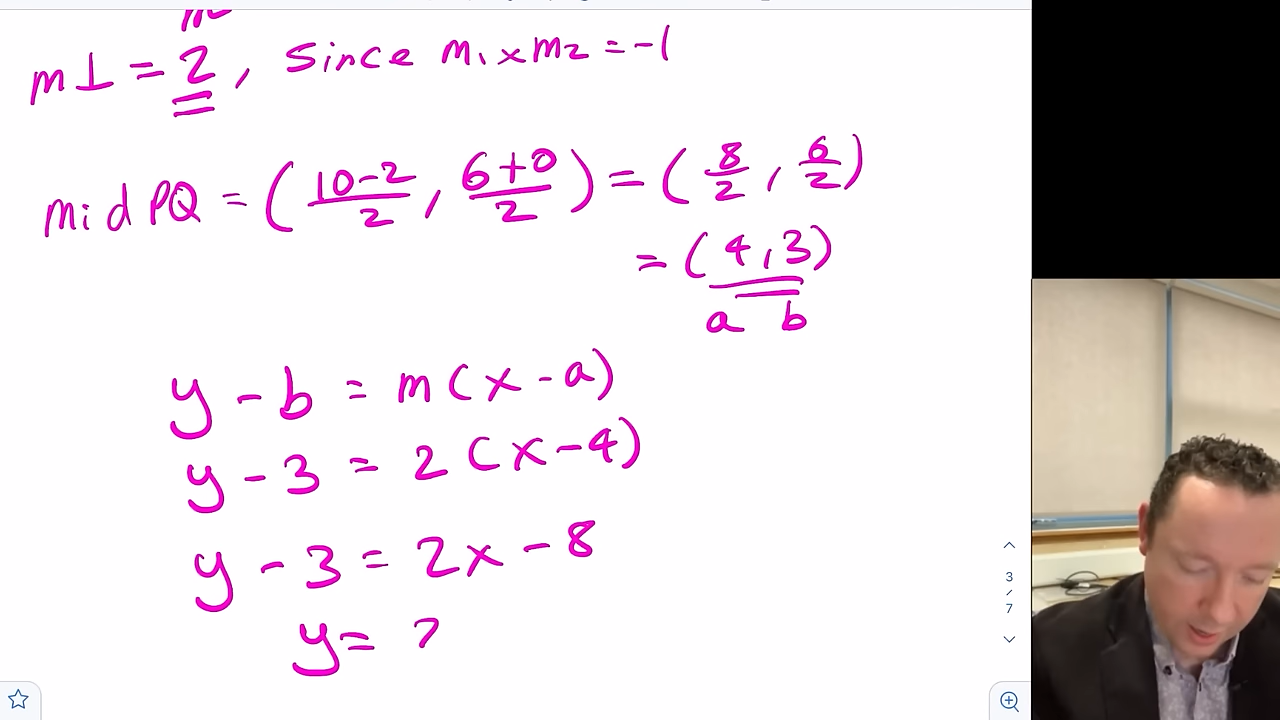 m⊥ = 2, since m₁ x m₂ = -1
mid PQ = (10-2/2, 6+0/2) = (8/2, 6/2)
= (4, 3)
a b
y - b = m(x - a)
y - 3 = 2(x - 4)
y - 3 = 2x - 8
y =
3
/
7